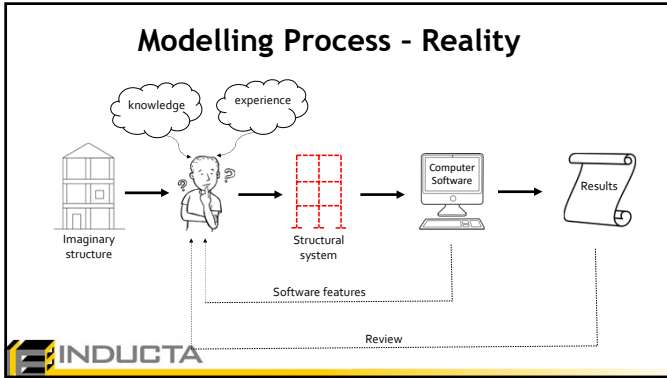 Modelling Process - Reality
knowledge
experience
? ?
Computer
Software
Results
Imaginary
structure
Structural
system
Software features
Review
INDUCTA